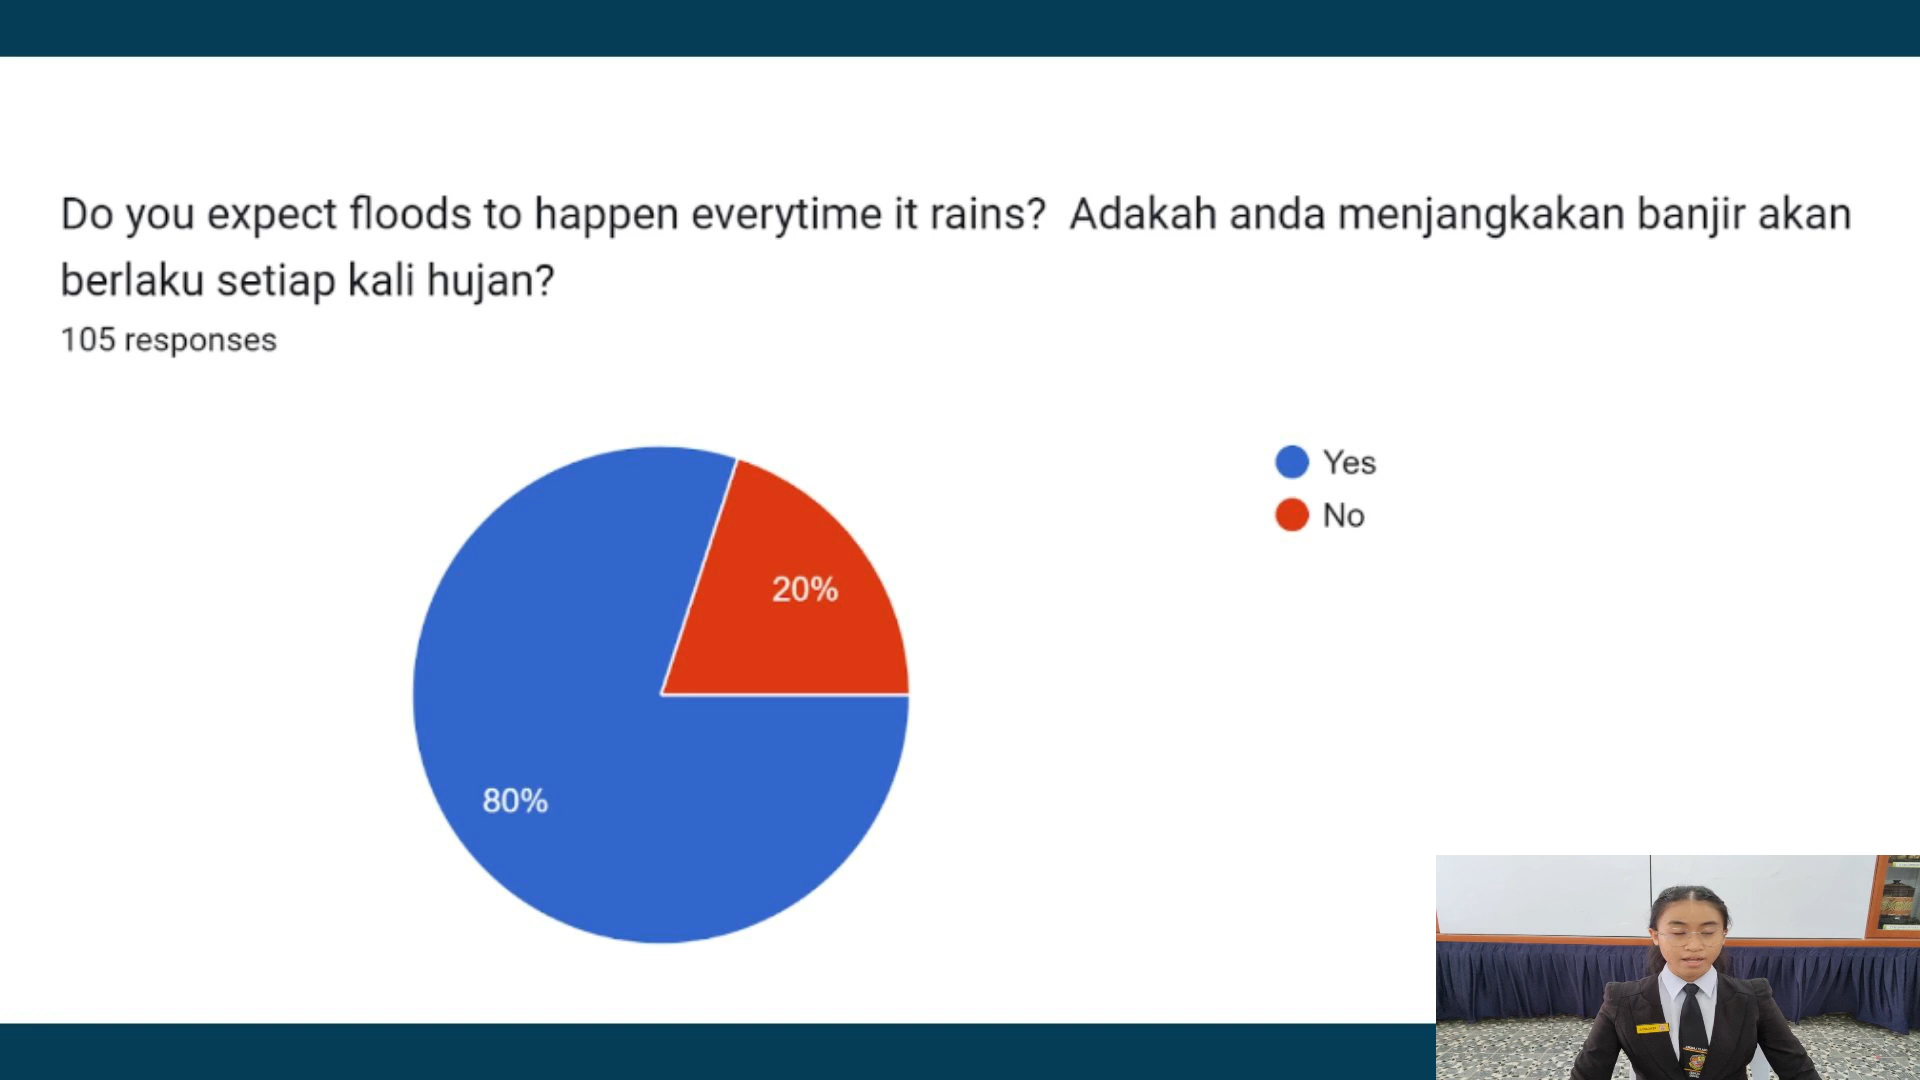 Do you expect floods to happen everytime it rains?  Adakah anda menjangkakan banjir akan
berlaku setiap kali hujan?
105 responses
Yes
No
20%
80%